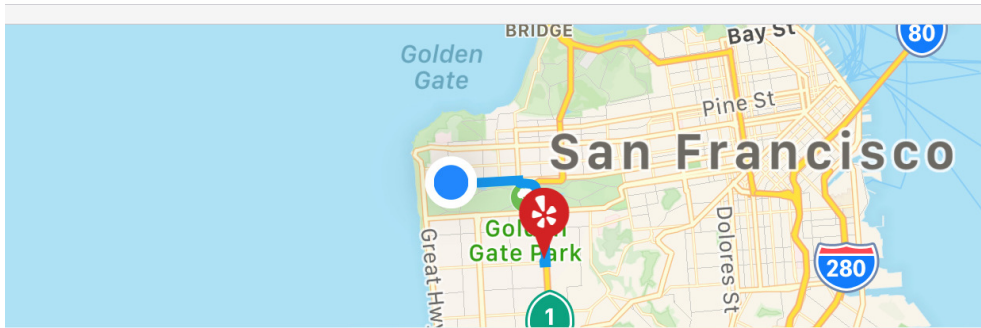 BRIDGE
Bay St
80
Golden
Gate
Pine St
San Francisco
Golden
Gate Park
Great Hwy
Dolores St
280
1